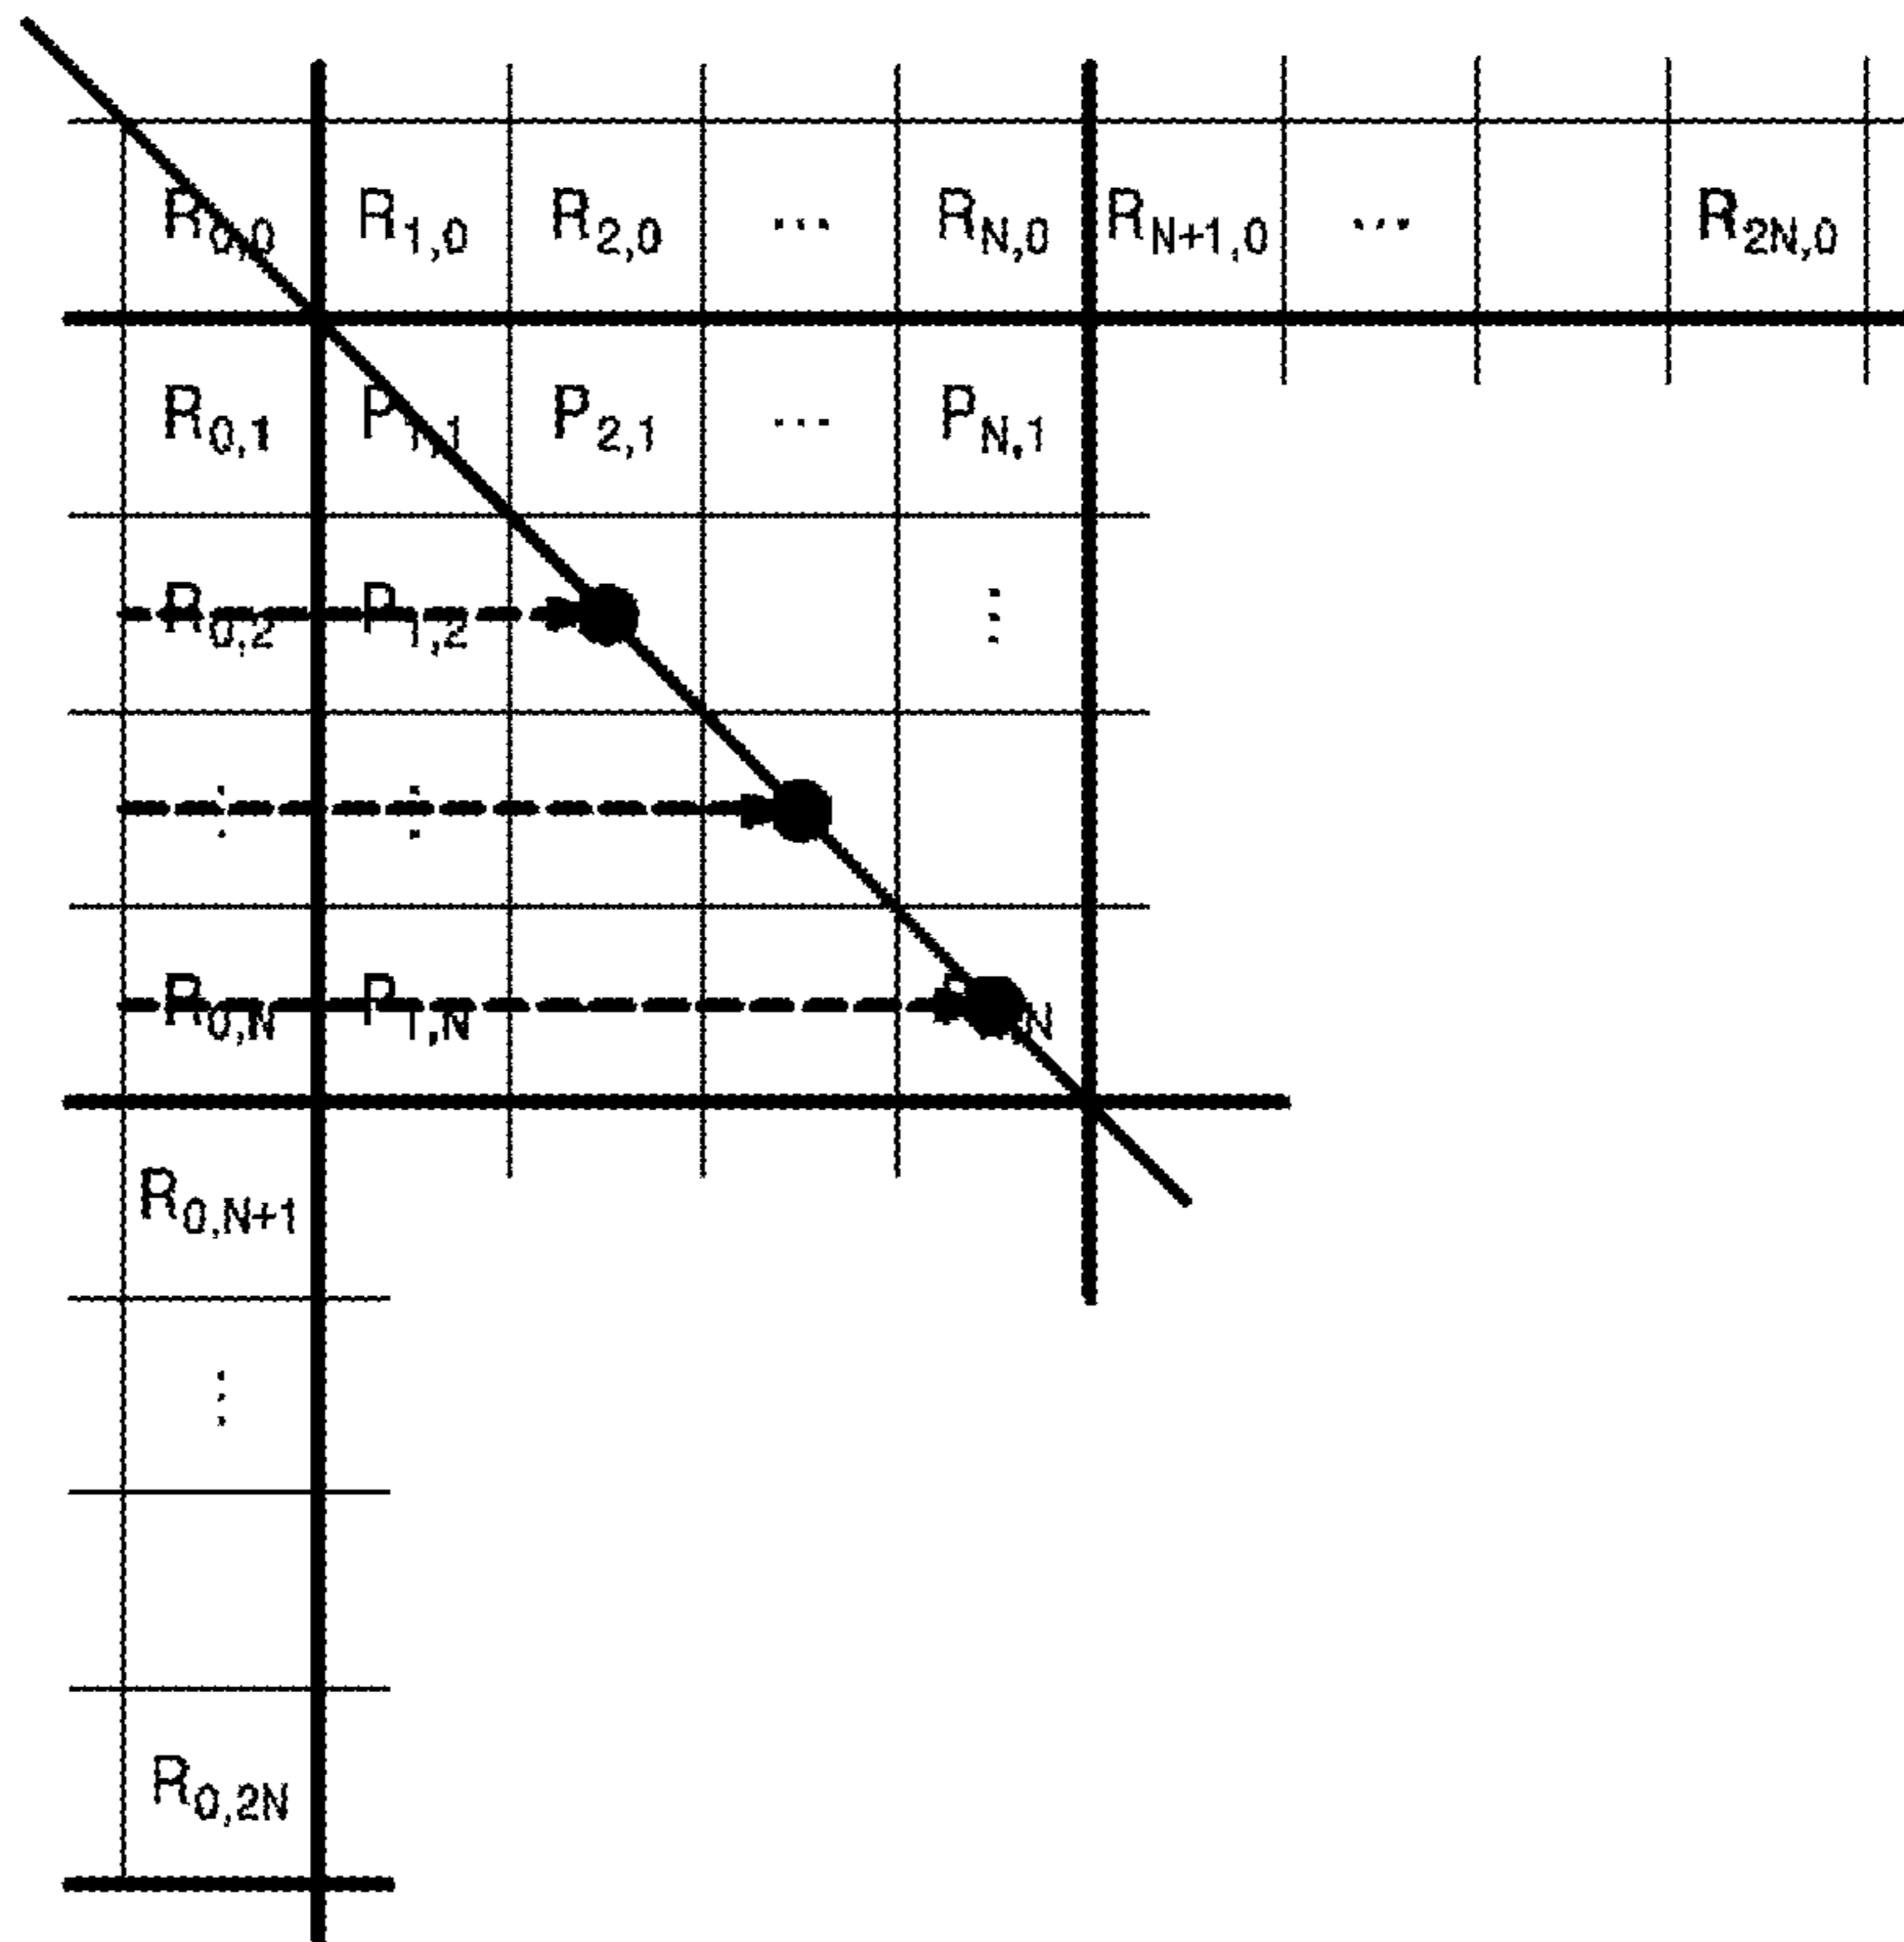 R0,0 R1,0 R2,0 ... RN,0 RN+1,0 ... R2N,0
R0,1 P1,1 P2,1 ... PN,1
R0,2 P1,2 ⋮
⋮ ⋮
R0,N P1,N N
R0,N+1
⋮
R0,2N